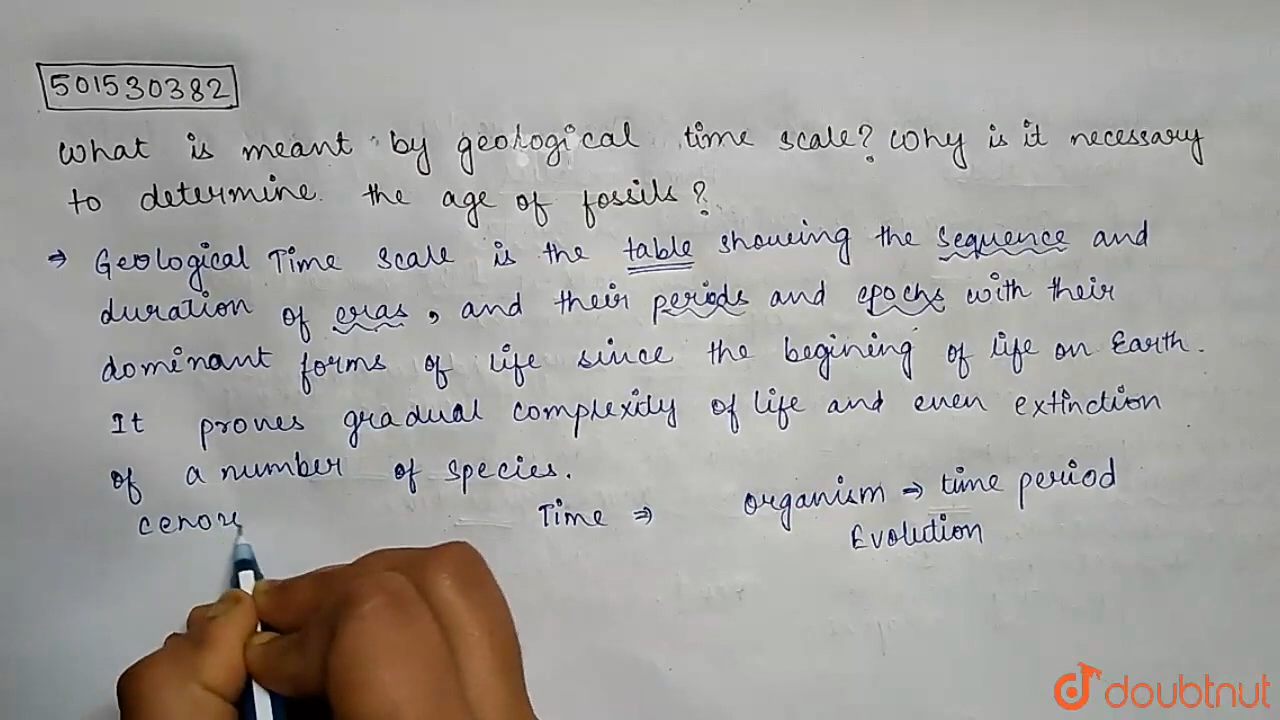 501530382
What is meant by geological time scale? Why is it necessary
to determine the age of fossils?
⇒ Geological Time Scale is the table showing the sequence and
duration of eras, and their periods and epochs with their
dominant forms of life since the begining of life on Earth.
It proves gradual complexity of life and even extinction
of a number of species.
Time ⇒ organism ⇒ time period
Evolution
doubtnut